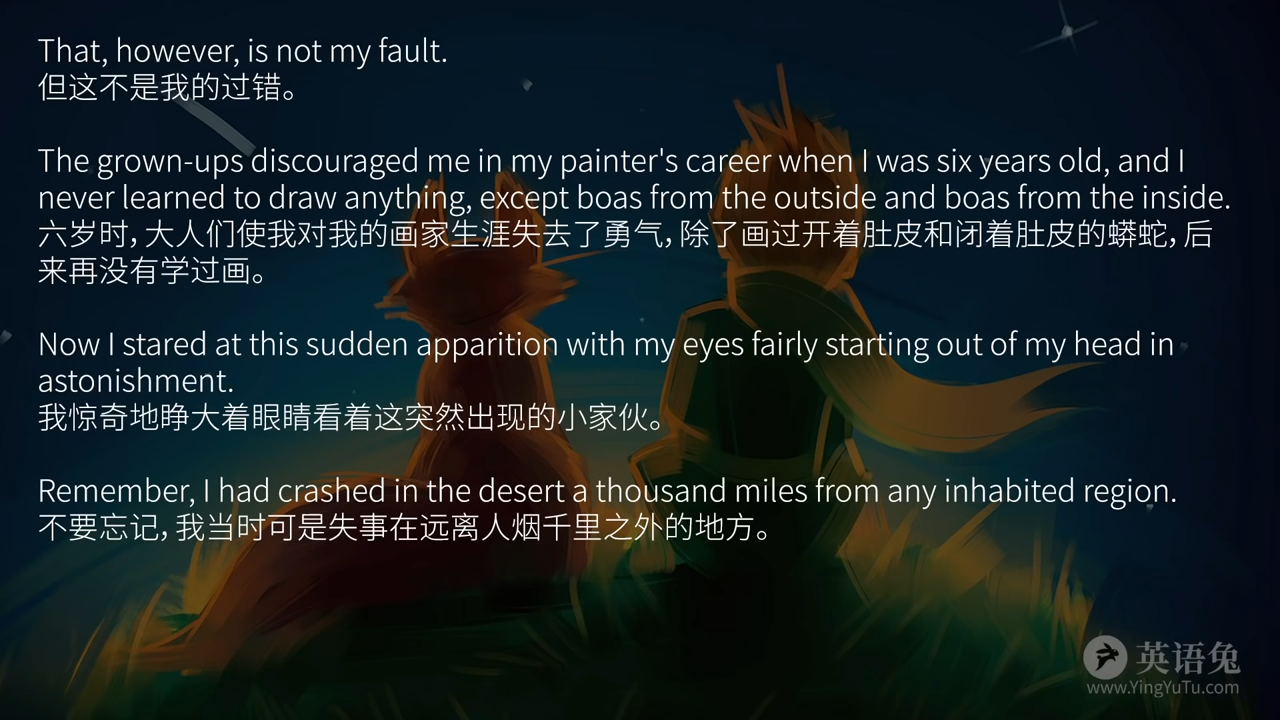 That, however, is not my fault.
但这不是我的过错。
The grown-ups discouraged me in my painter's career when I was six years old, and I
never learned to draw anything, except boas from the outside and boas from the inside.
六岁时，大人们使我对我的画家生涯失去了勇气，除了画过开着肚皮和闭着肚皮的蟒蛇，后
来再没有学过画。
Now I stared at this sudden apparition with my eyes fairly starting out of my head in
astonishment.
我惊奇地睁大着眼睛看着这突然出现的小家伙。
Remember, I had crashed in the desert a thousand miles from any inhabited region.
不要忘记，我当时可是失事在远离人烟千里之外的地方。
英语兔
www.YingYuTu.com